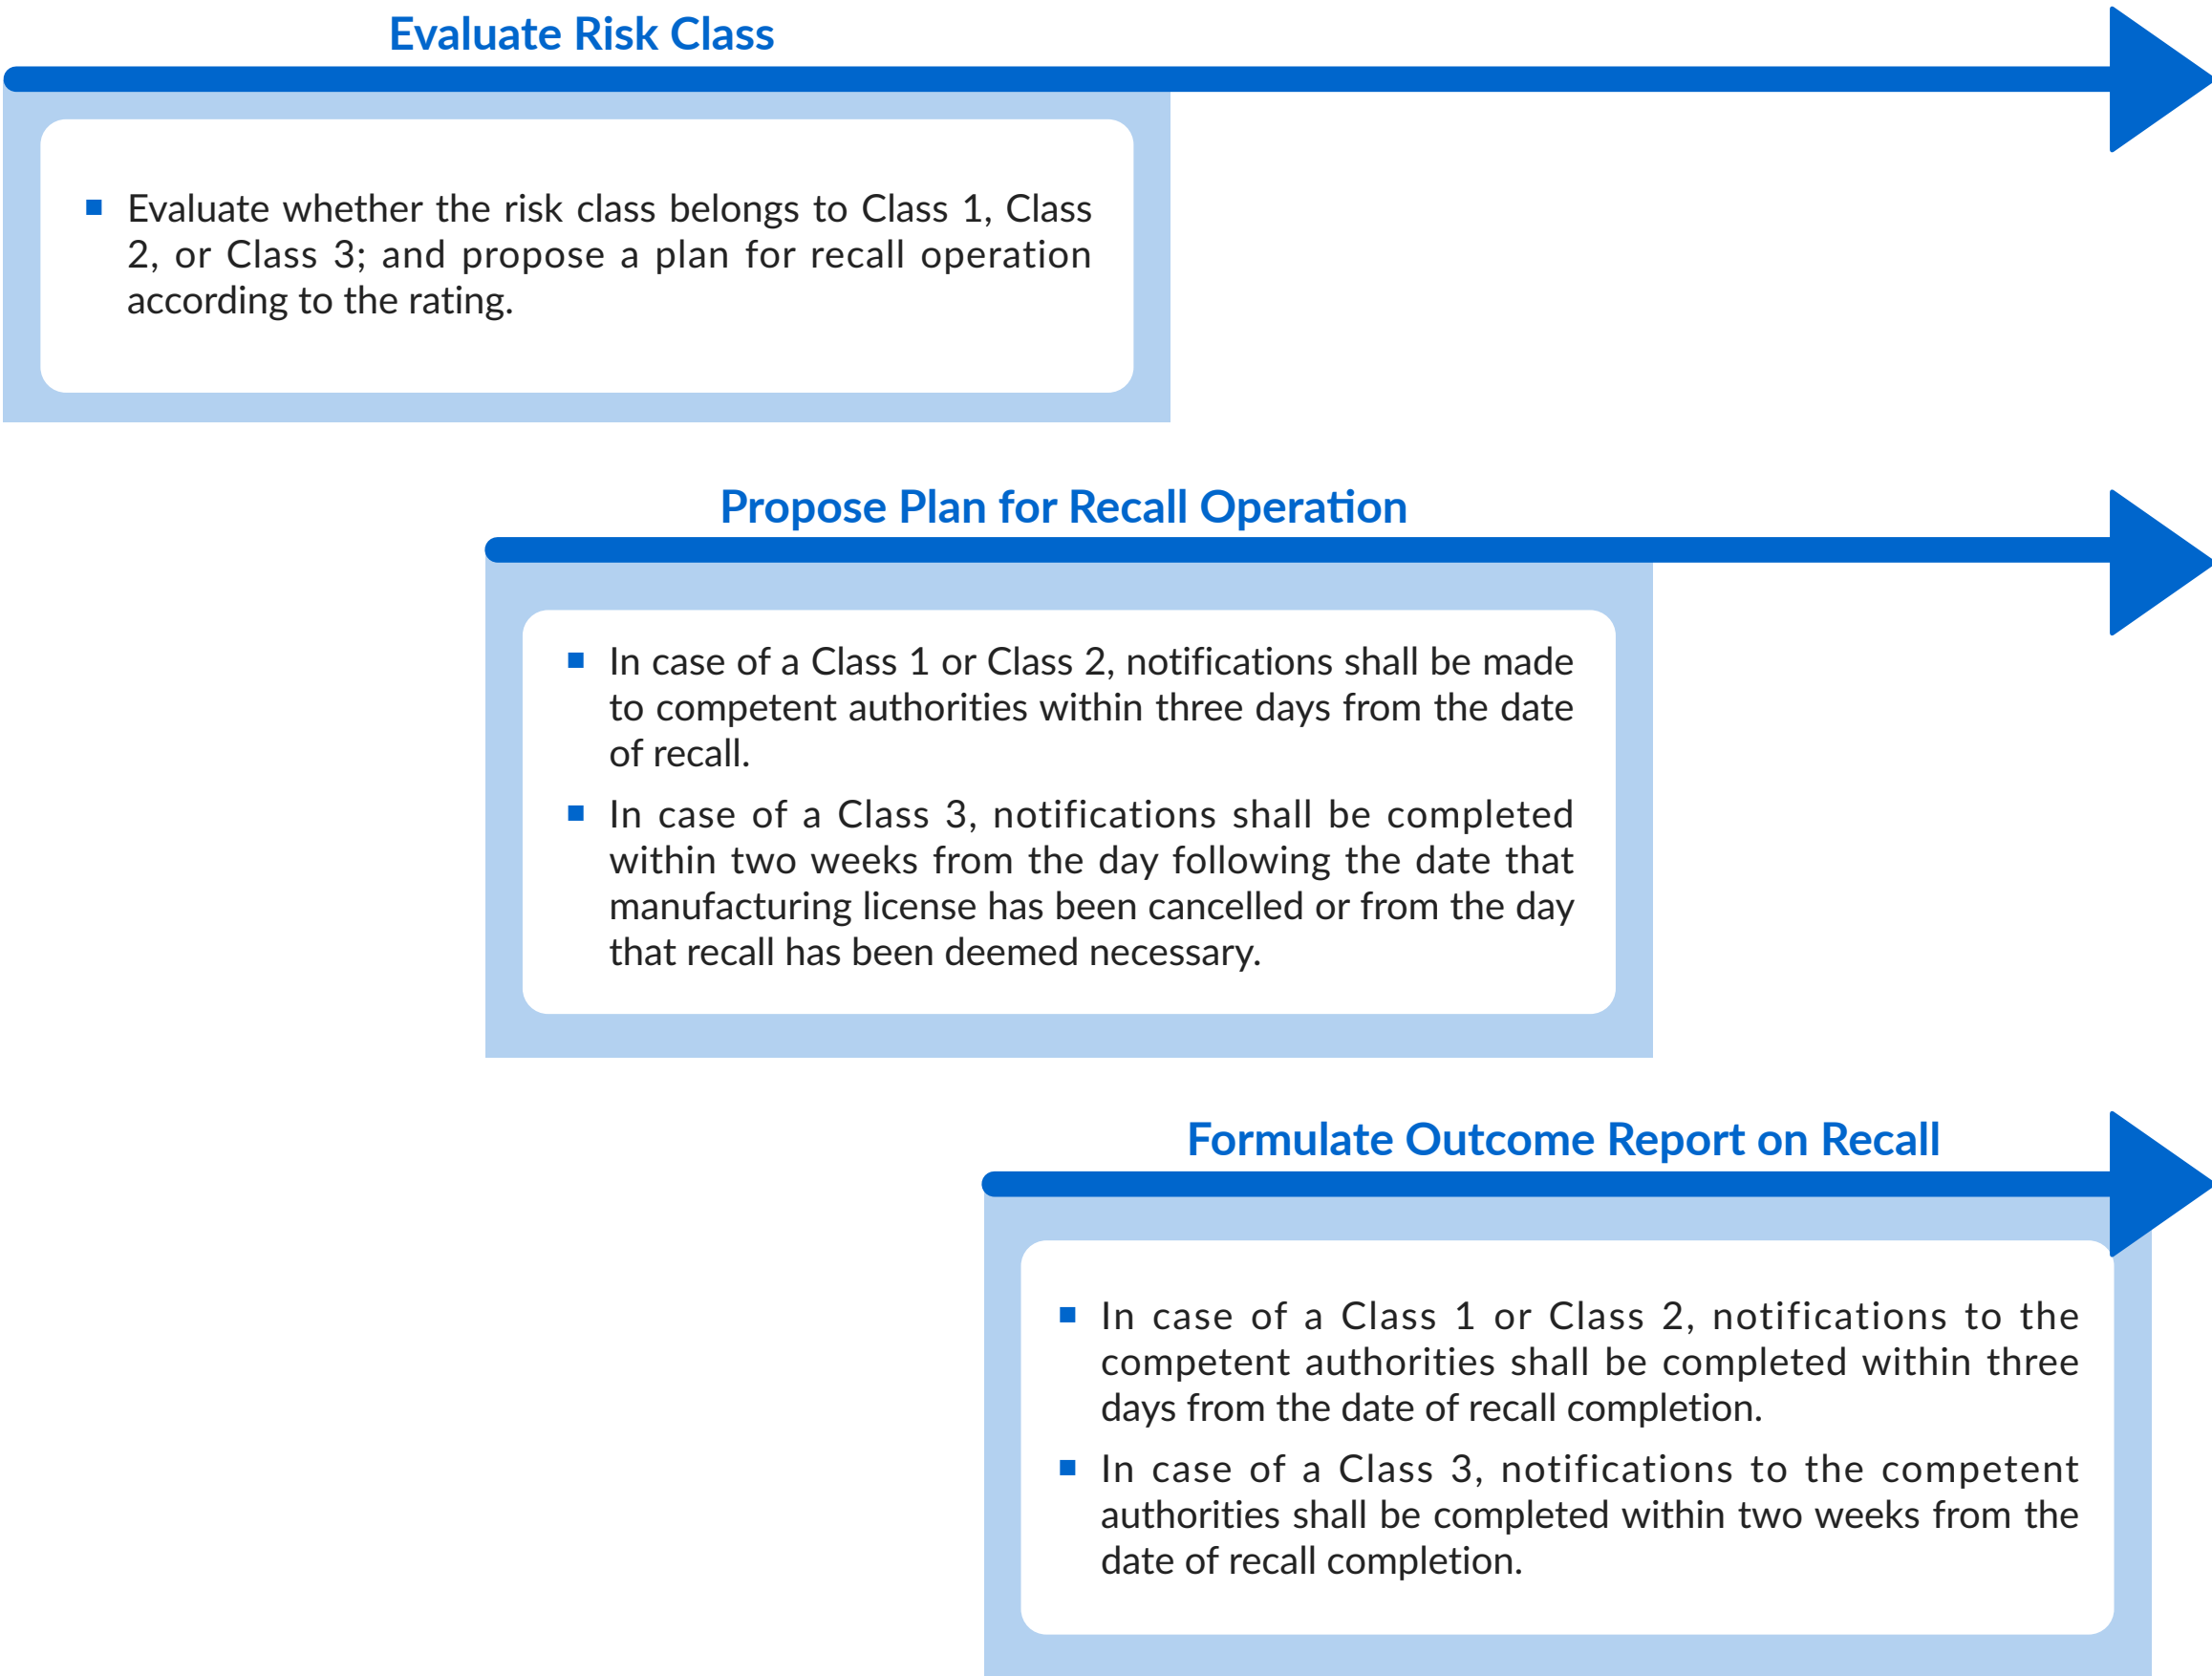 Evaluate Risk Class
■ Evaluate whether the risk class belongs to Class 1, Class
2, or Class 3; and propose a plan for recall operation
according to the rating.
Propose Plan for Recall Operation
■ In case of a Class 1 or Class 2, notifications shall be made
to competent authorities within three days from the date
of recall.
■ In case of a Class 3, notifications shall be completed
within two weeks from the day following the date that
manufacturing license has been cancelled or from the day
that recall has been deemed necessary.
Formulate Outcome Report on Recall
■ In case of a Class 1 or Class 2, notifications to the
competent authorities shall be completed within three
days from the date of recall completion.
■ In case of a Class 3, notifications to the competent
authorities shall be completed within two weeks from the
date of recall completion.